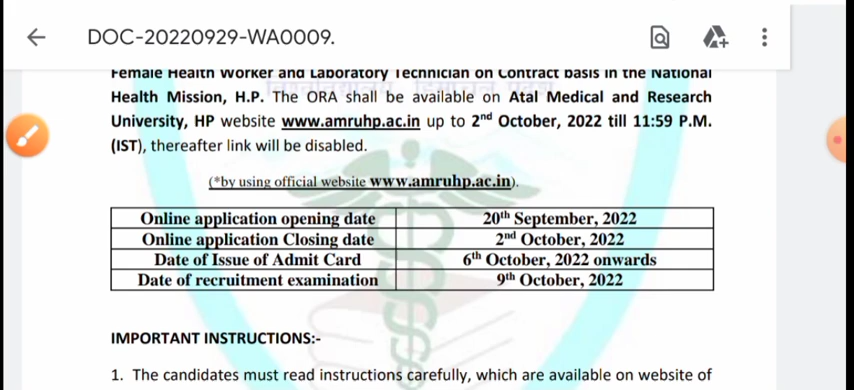 DOC-20220929-WA0009.
Female Health Worker and Laboratory Technician on Contract basis in the National
Health Mission, H.P. The ORA shall be available on Atal Medical and Research
University, HP website www.amruhp.ac.in up to 2nd October, 2022 till 11:59 P.M.
(IST), thereafter link will be disabled.
(*by using official website www.amruhp.ac.in).
Online application opening date 20th September, 2022
Online application Closing date 2nd October, 2022
Date of Issue of Admit Card 6th October, 2022 onwards
Date of recruitment examination 9th October, 2022
IMPORTANT INSTRUCTIONS:-
1. The candidates must read instructions carefully, which are available on website of